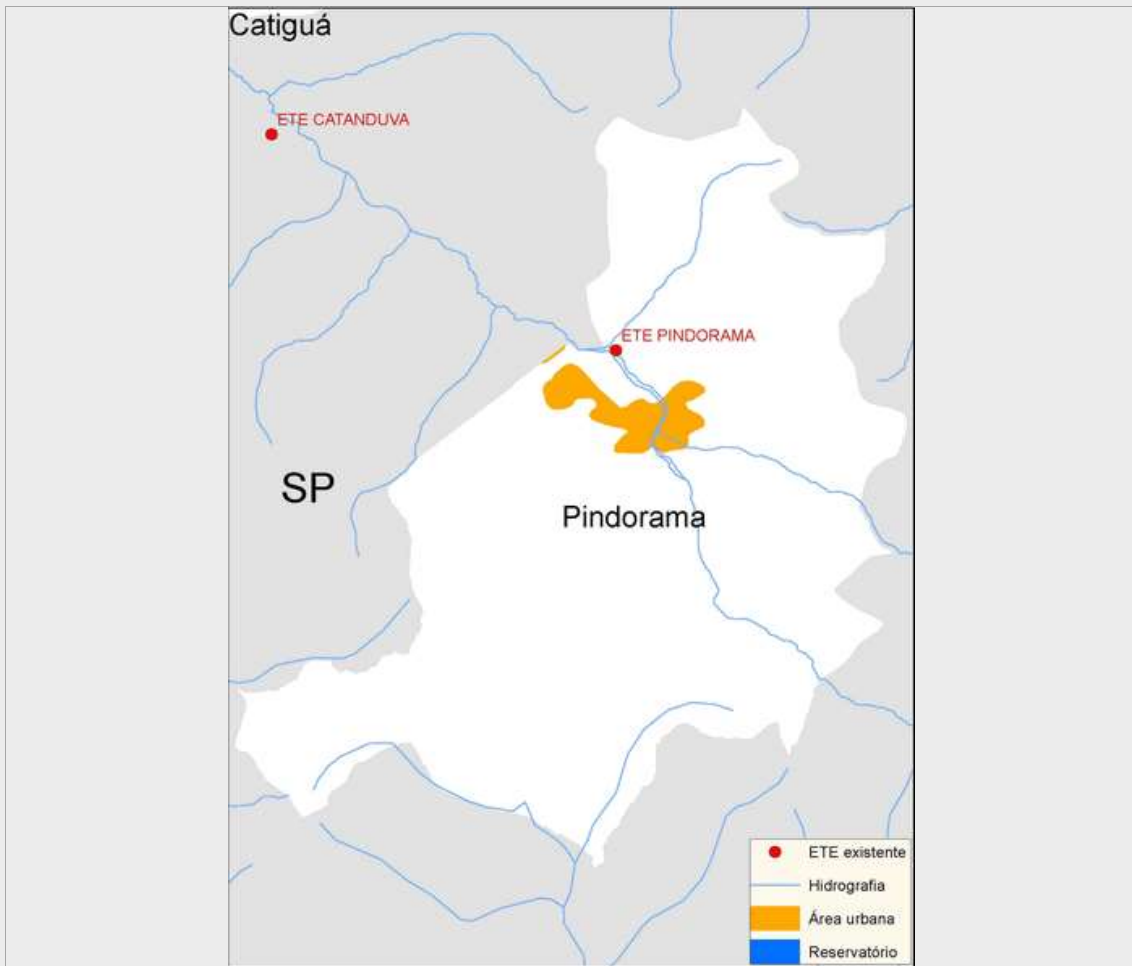 Catiguá
ETE CATANDUVA
ETE PINDORAMA
SP
Pindorama
ETE existente
Hidrografia
Área urbana
Reservatório